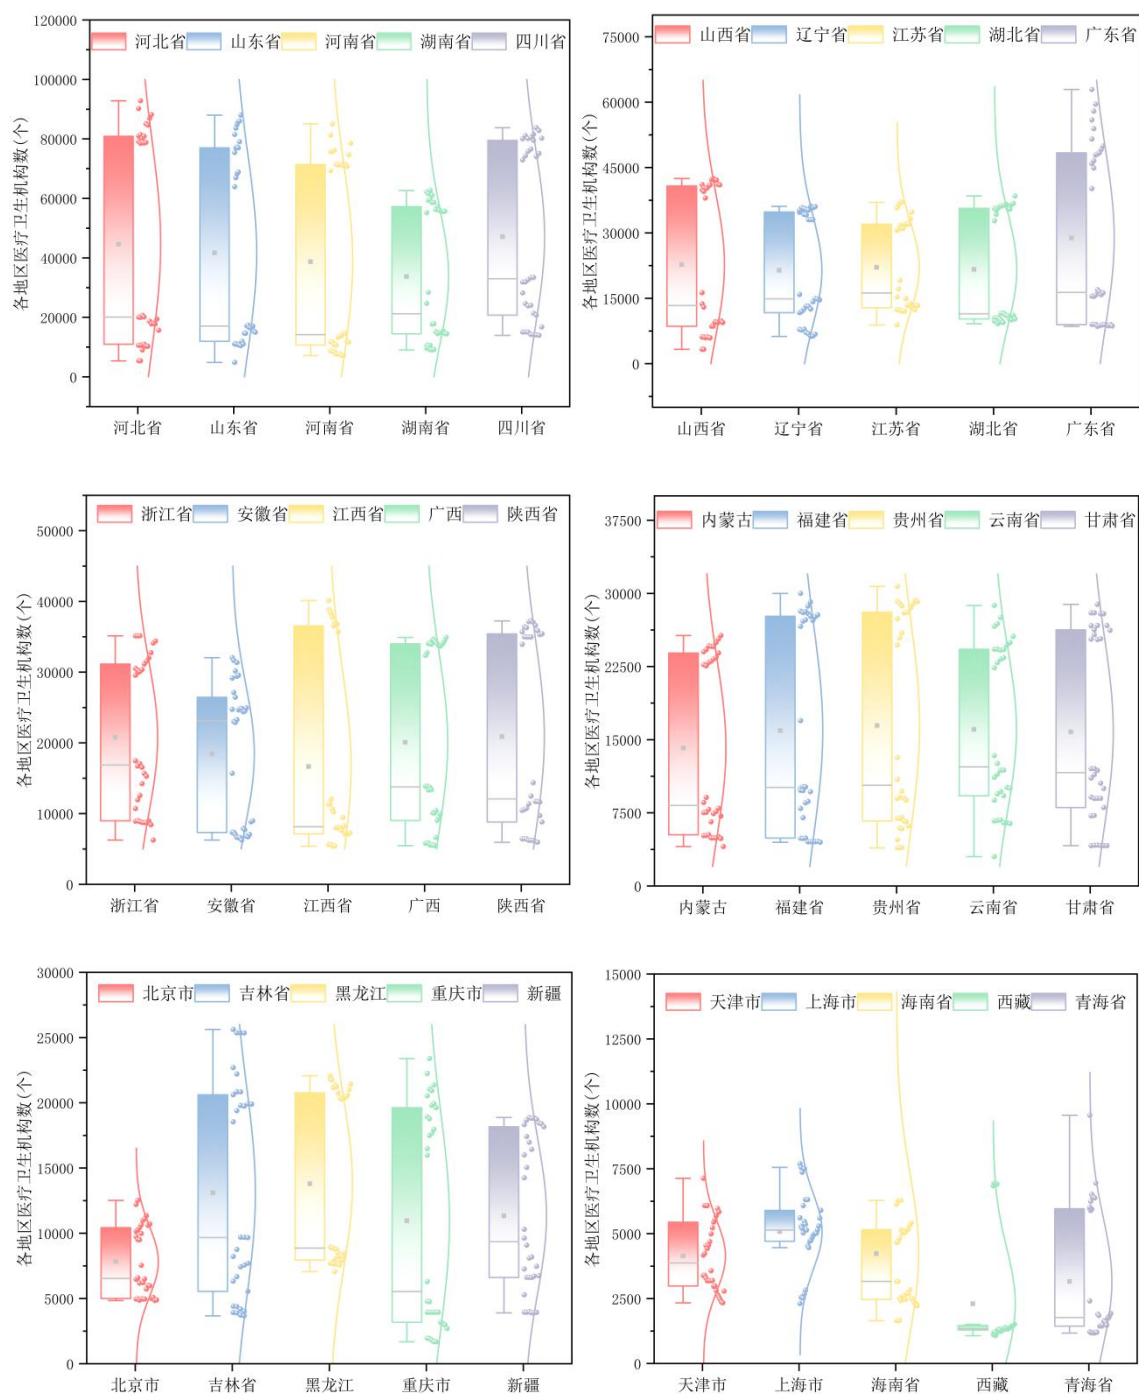 河北省 山东省 河南省 湖南省 四川省
各地区医疗卫生机构数(个)
120000
100000
80000
60000
40000
20000
0
河北省 山东省 河南省 湖南省 四川省
山西省 辽宁省 江苏省 湖北省 广东省
各地区医疗卫生机构数(个)
75000
60000
45000
30000
15000
0
山西省 辽宁省 江苏省 湖北省 广东省
浙江省 安徽省 江西省 广西 陕西省
各地区医疗卫生机构数(个)
50000
40000
30000
20000
10000
0
浙江省 安徽省 江西省 广西 陕西省
内蒙古 福建省 贵州省 云南省 甘肃省
各地区医疗卫生机构数(个)
37500
30000
22500
15000
7500
0
内蒙古 福建省 贵州省 云南省 甘肃省
北京市 吉林省 黑龙江 重庆市 新疆
各地区医疗卫生机构数(个)
30000
25000
20000
15000
10000
5000
0
北京市 吉林省 黑龙江 重庆市 新疆
天津市 上海市 海南省 西藏 青海省
各地区医疗卫生机构数(个)
15000
12500
10000
7500
5000
2500
0
天津市 上海市 海南省 西藏 青海省